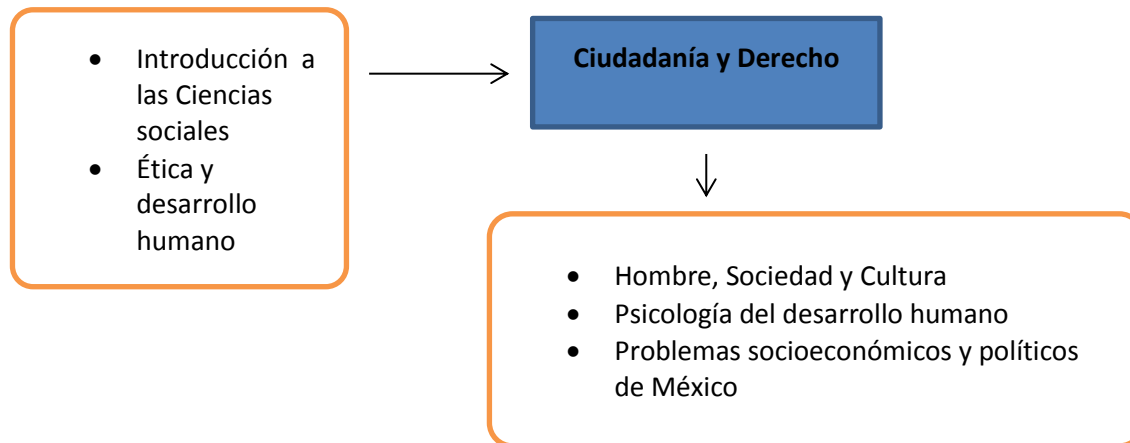 • Introducción a
las Ciencias
sociales
• Ética y
desarrollo
humano
Ciudadanía y Derecho
• Hombre, Sociedad y Cultura
• Psicología del desarrollo humano
• Problemas socioeconómicos y políticos
de México